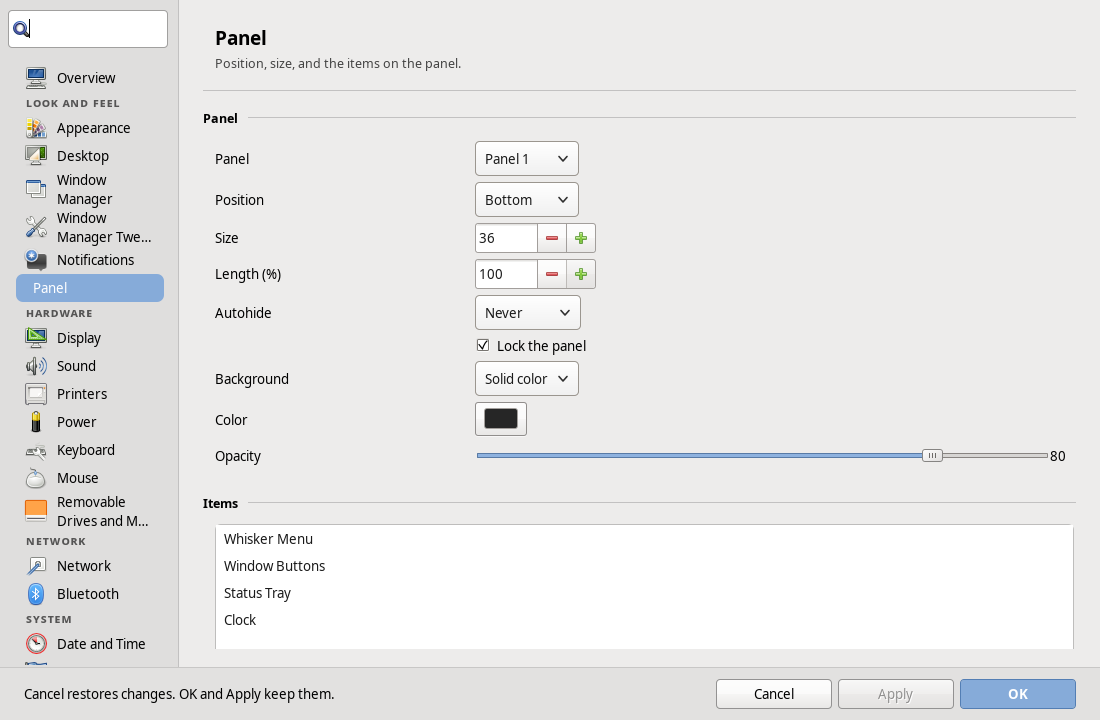 Overview
LOOK AND FEEL
Appearance
Desktop
Window
Manager
Window
Manager Twe...
Notifications
Panel
HARDWARE
Display
Sound
Printers
Power
Keyboard
Mouse
Removable
Drives and M...
NETWORK
Network
Bluetooth
SYSTEM
Date and Time
Panel
Position, size, and the items on the panel.
Panel
Panel Panel 1
Position Bottom
Size 36
Length (%) 100
Autohide Never
Lock the panel
Background Solid color
Color
Opacity 80
Items
Whisker Menu
Window Buttons
Status Tray
Clock
Cancel restores changes. OK and Apply keep them.
Cancel Apply OK